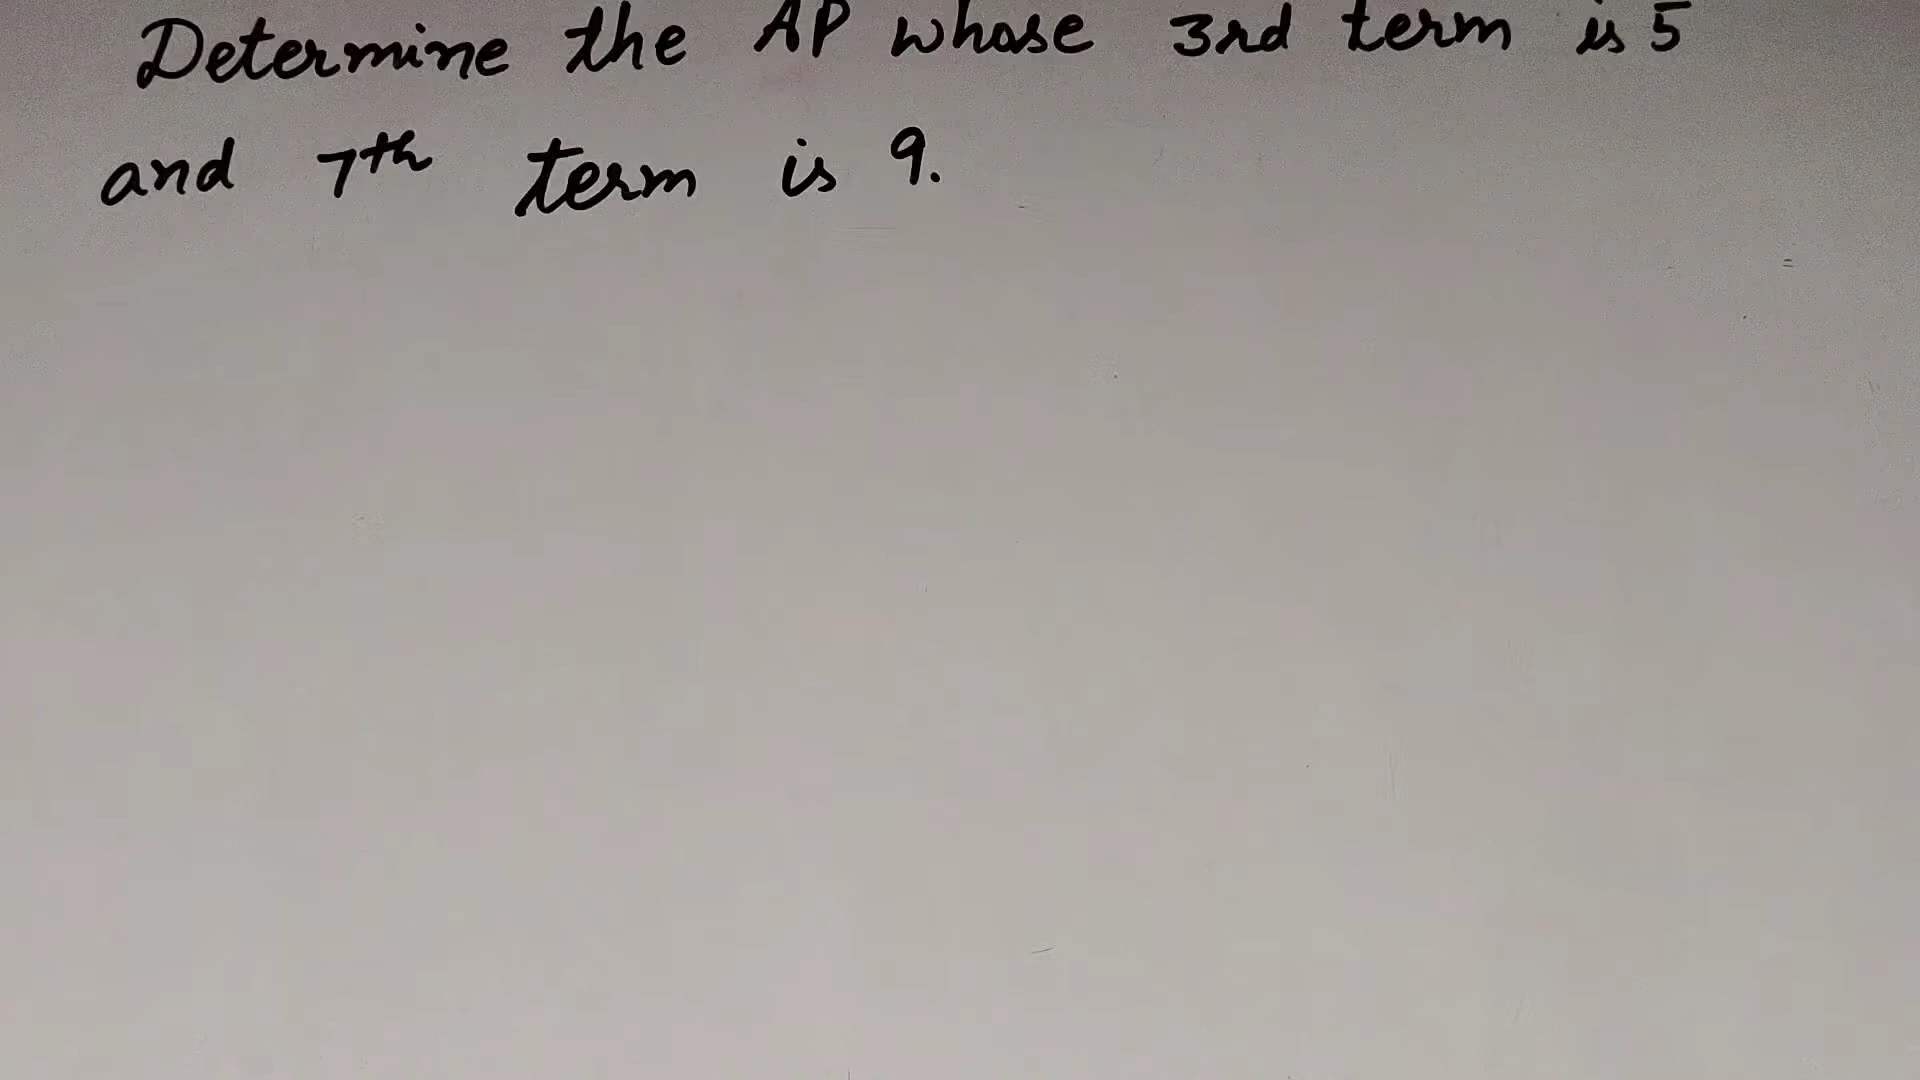 Determine the AP whose 3rd term is 5
and 7th term is 9.